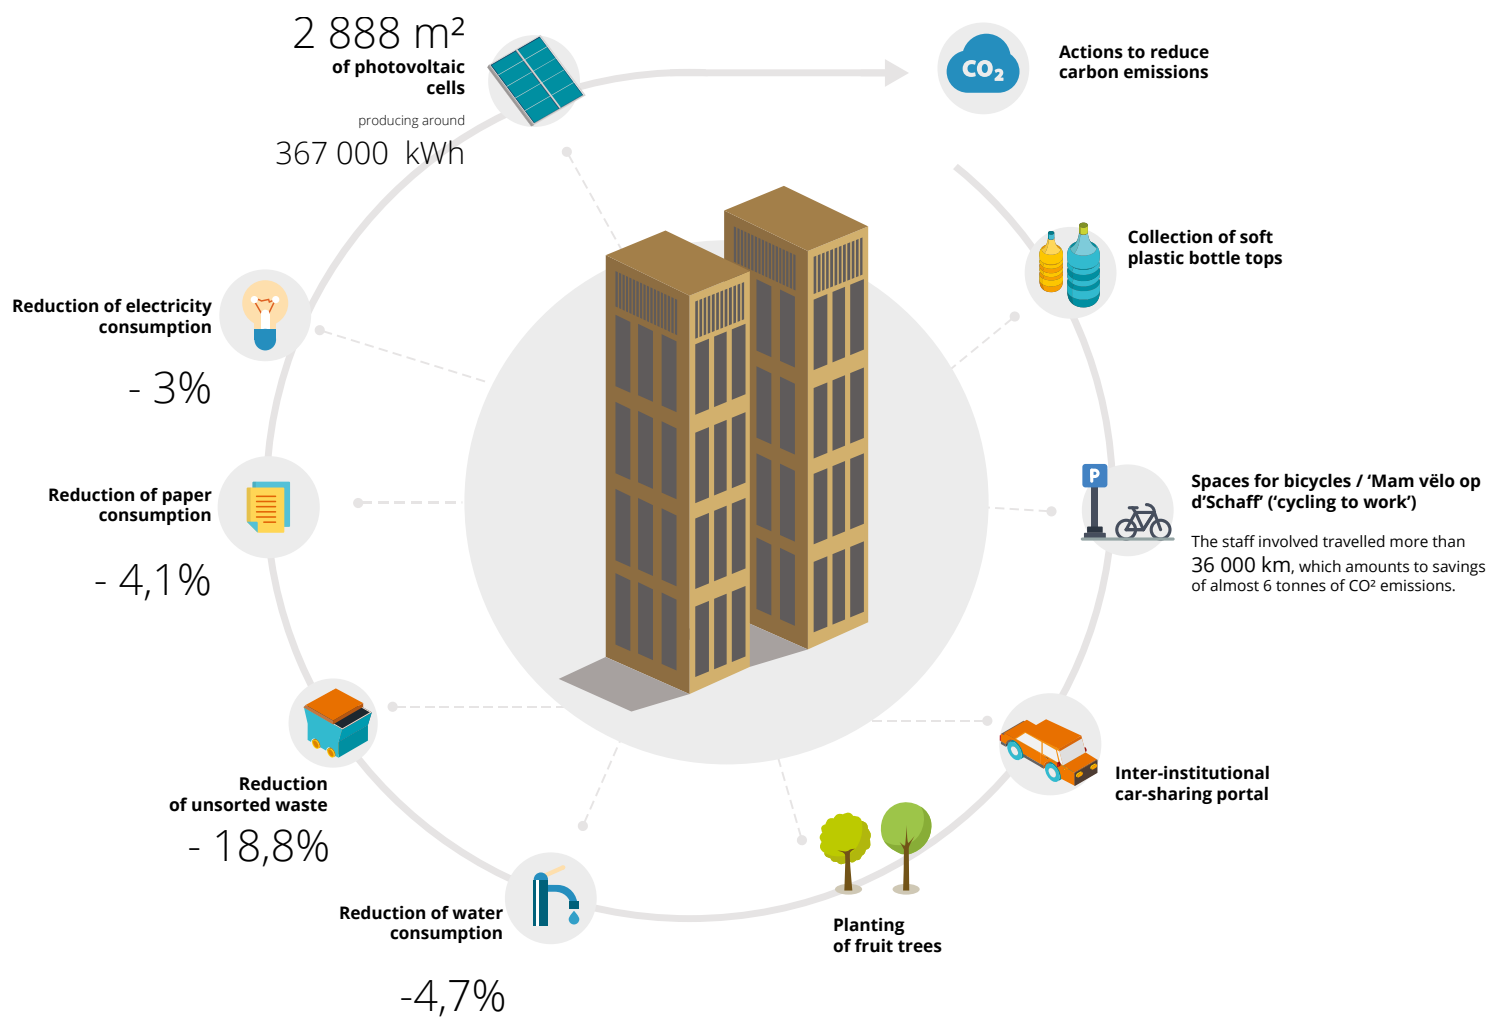 2 888 m²
of photovoltaic
cells
producing around
367 000 kWh
CO₂
Actions to reduce
carbon emissions
Collection of soft
plastic bottle tops
P
Spaces for bicycles / ‘Mam vëlo op
d’Schaff’ (‘cycling to work’)
The staff involved travelled more than
36 000 km, which amounts to savings
of almost 6 tonnes of CO² emissions.
Inter-institutional
car-sharing portal
Planting
of fruit trees
Reduction of water
consumption
-4,7%
Reduction
of unsorted waste
- 18,8%
Reduction of paper
consumption
- 4,1%
Reduction of electricity
consumption
- 3%